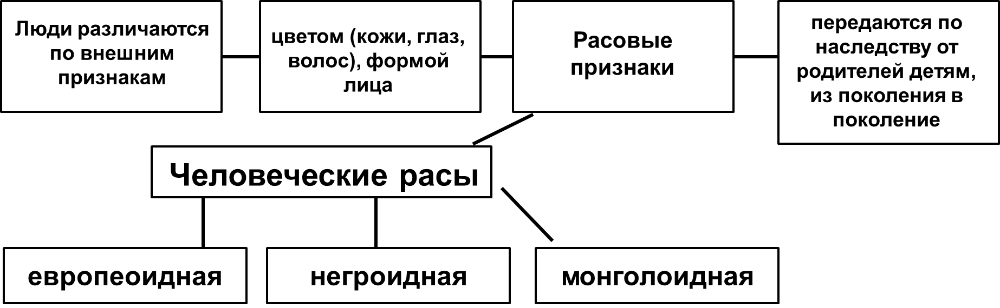 Люди различаются
по внешним
признакам
цветом (кожи, глаз,
волос), формой
лица
Расовые
признаки
передаются по
наследству от
родителей детям,
из поколения в
поколение
Человеческие расы
европеоидная
негроидная
монголоидная